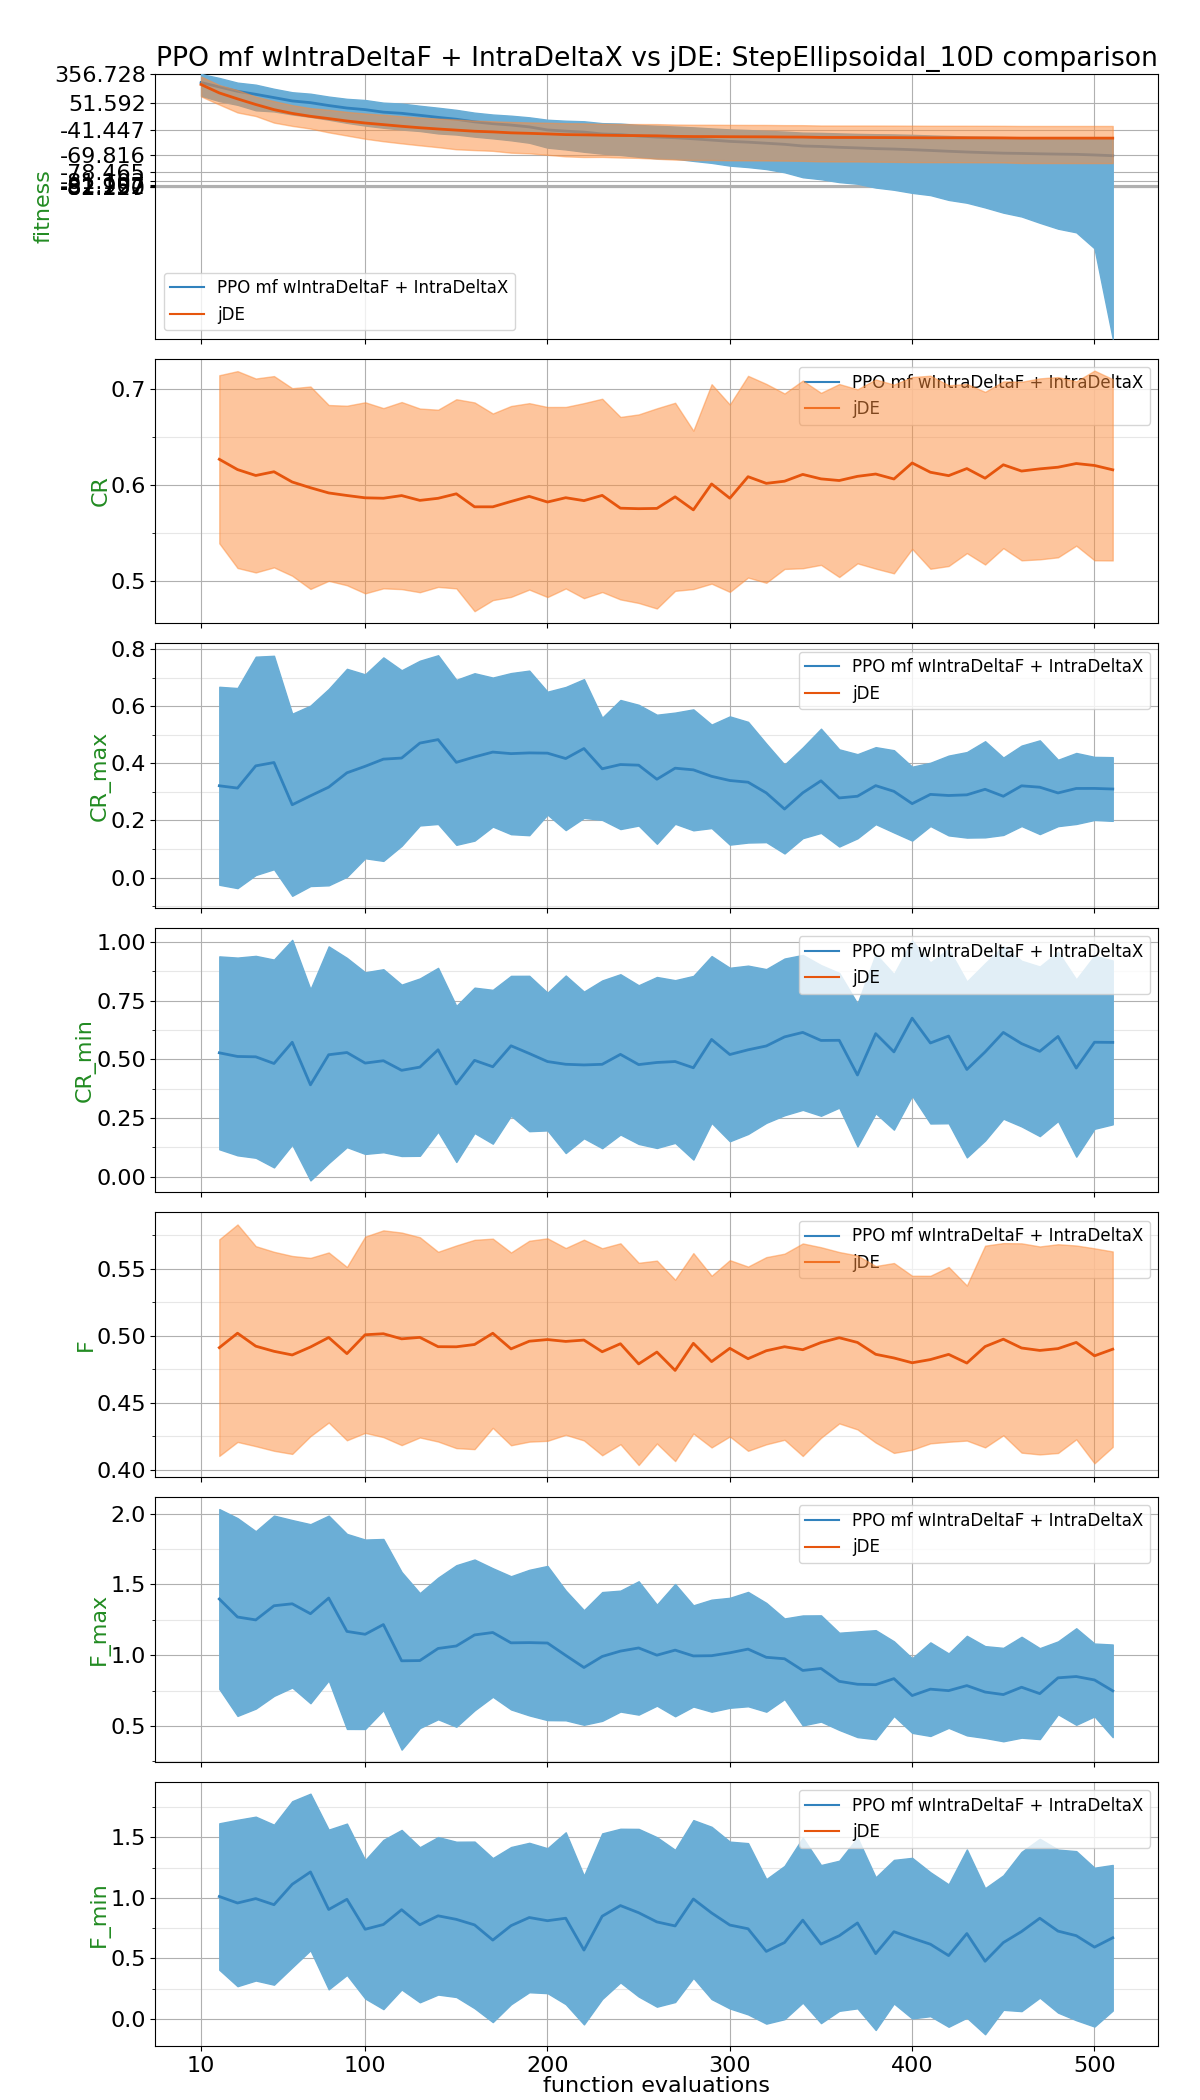 PPO mf wIntraDeltaF + IntraDeltaX vs jDE: StepEllipsoidal_10D comparison
356.728
51.592
-41.447
-69.816
-78.465
fitness
PPO mf wIntraDeltaF + IntraDeltaX
jDE
0.7
0.6
0.5
CR
PPO mf wIntraDeltaF + IntraDeltaX
jDE
0.8
0.6
0.4
0.2
0.0
CR_max
PPO mf wIntraDeltaF + IntraDeltaX
jDE
1.00
0.75
0.50
0.25
0.00
CR_min
PPO mf wIntraDeltaF + IntraDeltaX
jDE
0.55
0.50
0.45
0.40
F
PPO mf wIntraDeltaF + IntraDeltaX
jDE
2.0
1.5
1.0
0.5
F_max
PPO mf wIntraDeltaF + IntraDeltaX
jDE
1.5
1.0
0.5
0.0
F_min
PPO mf wIntraDeltaF + IntraDeltaX
jDE
10 100 200 300 400 500
function evaluations